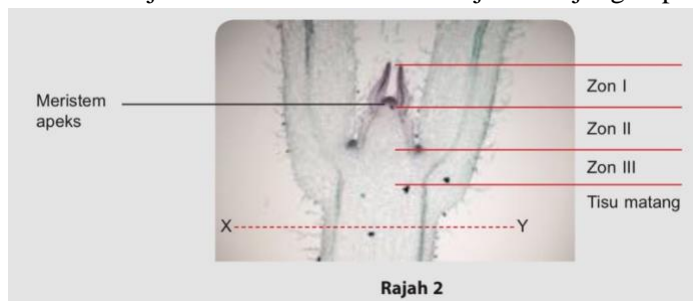 Meristem
apeks
Zon I
Zon II
Zon III
Tisu matang
X
Y
Rajah 2